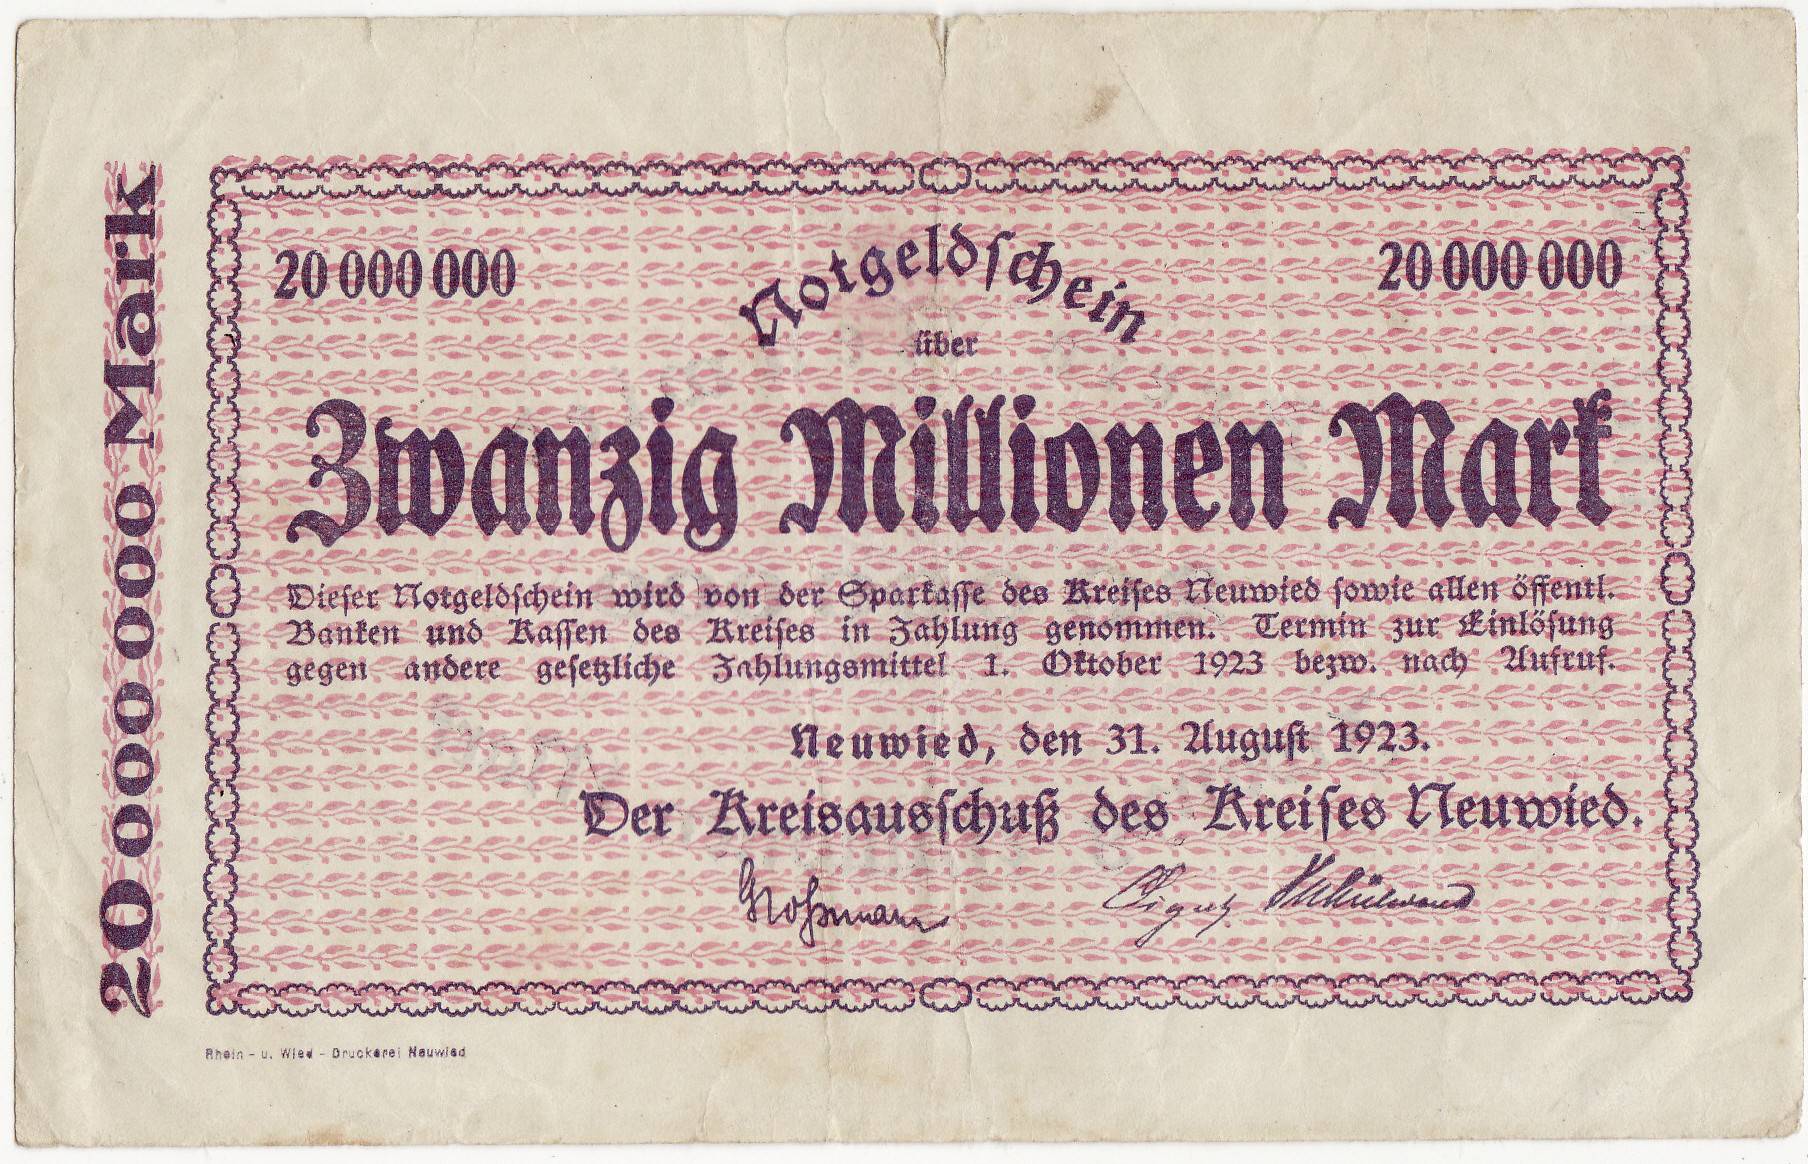 20 000 000 Mark
20 000 000
Notgeldschein
20 000 000
über
Zwanzig Millionen Mark
Dieser Notgeldschein wird von der Sparkasse des Kreises Neuwied sowie allen öffentl.
Banken und Kassen des Kreises in Zahlung genommen. Termin zur Einlösung
gegen andere gesetzliche Zahlungsmittel 1. Oktober 1923 bezw. nach Aufruf.
Neuwied, den 31. August 1923.
Der Kreisausschuß des Kreises Neuwied.
Rhein - u. Wied - Druckerei Neuwied